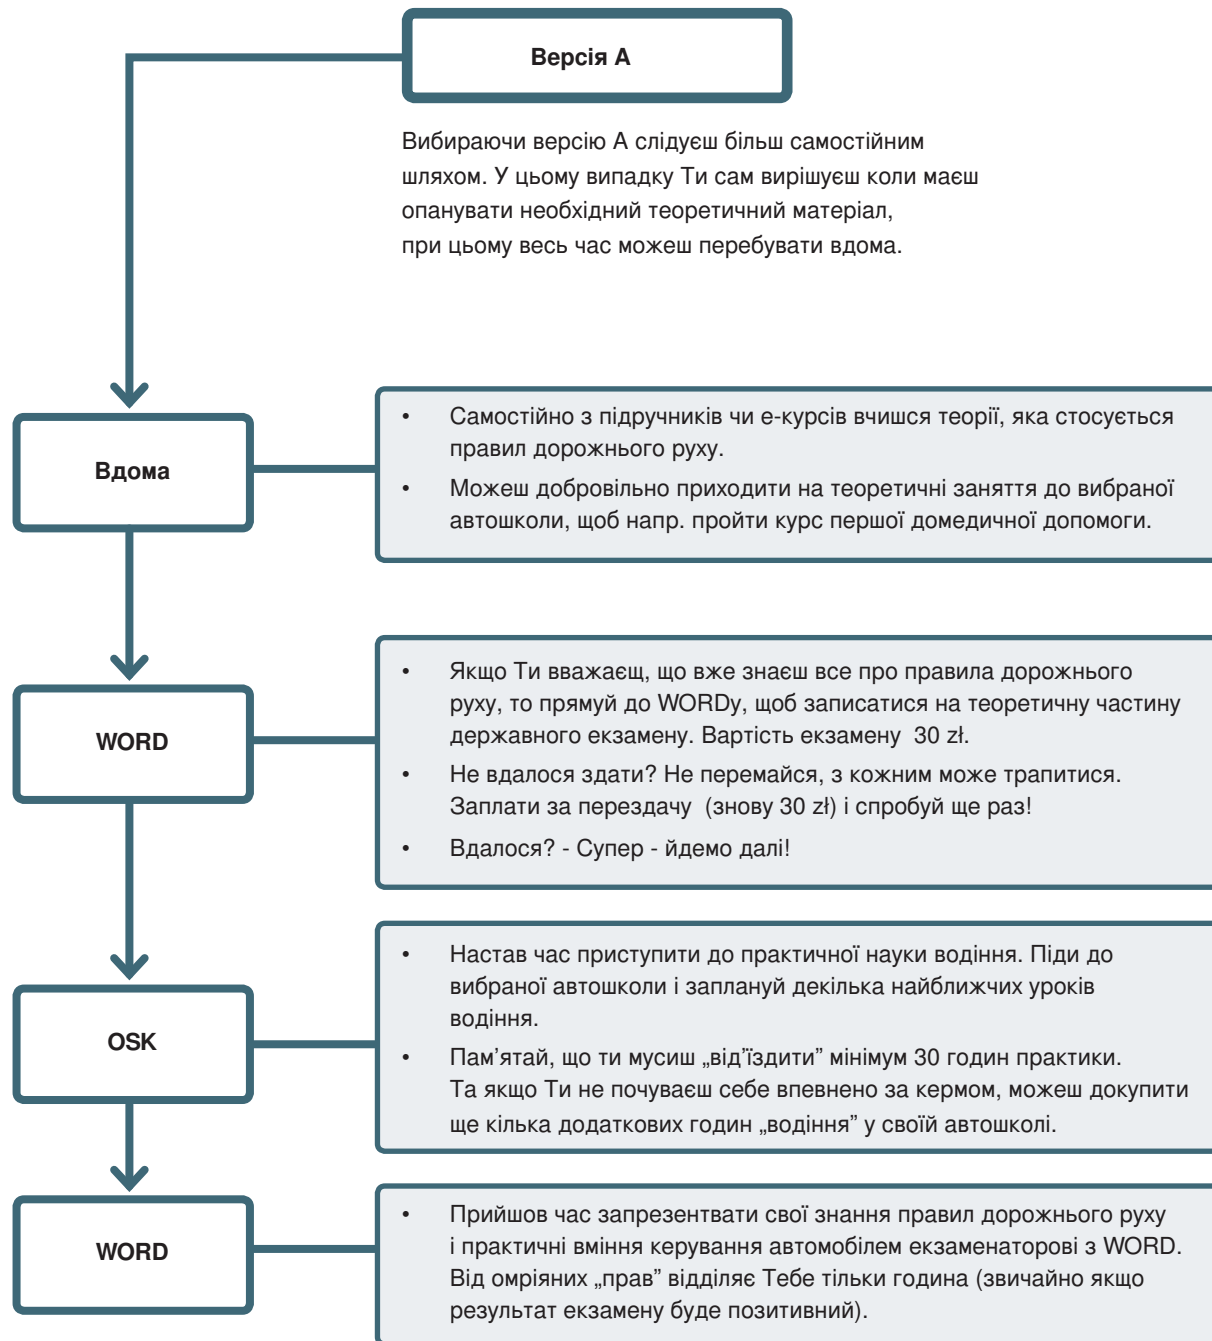 Версія А
Вибираючи версію А слідуєш більш самостійним
шляхом. У цьому випадку Ти сам вирішуєш коли маєш
опанувати необхідний теоретичний матеріал,
при цьому весь час можеш перебувати вдома.
Вдома
• Самостійно з підручників чи е-курсів вчишся теорії, яка стосується
правил дорожнього руху.
• Можеш добровільно приходити на теоретичні заняття до вибраної
автошколи, щоб напр. пройти курс першої домедичної допомоги.
WORD
• Якщо Ти вважаєщ, що вже знаєш все про правила дорожнього
руху, то прямуй до WORDу, щоб записатися на теоретичну частину
державного екзамену. Вартість екзамену 30 zł.
• Не вдалося здати? Не перемайся, з кожним може трапитися.
Заплати за перездачу (знову 30 zł) і спробуй ще раз!
• Вдалося? - Супер - йдемо далі!
OSK
• Настав час приступити до практичної науки водіння. Піди до
вибраної автошколи і заплануй декілька найближчих уроків
водіння.
• Пам’ятай, що ти мусиш „від’їздити” мінімум 30 годин практики.
Та якщо Ти не почуваєш себе впевнено за кермом, можеш докупити
ще кілька додаткових годин „водіння” у своїй автошколі.
WORD
• Прийшов час запрезентвати свої знання правил дорожнього руху
і практичні вміння керування автомобілем екзаменаторові з WORD.
Від омріяних „прав” відділяє Тебе тільки година (звичайно якщо
результат екзамену буде позитивний).